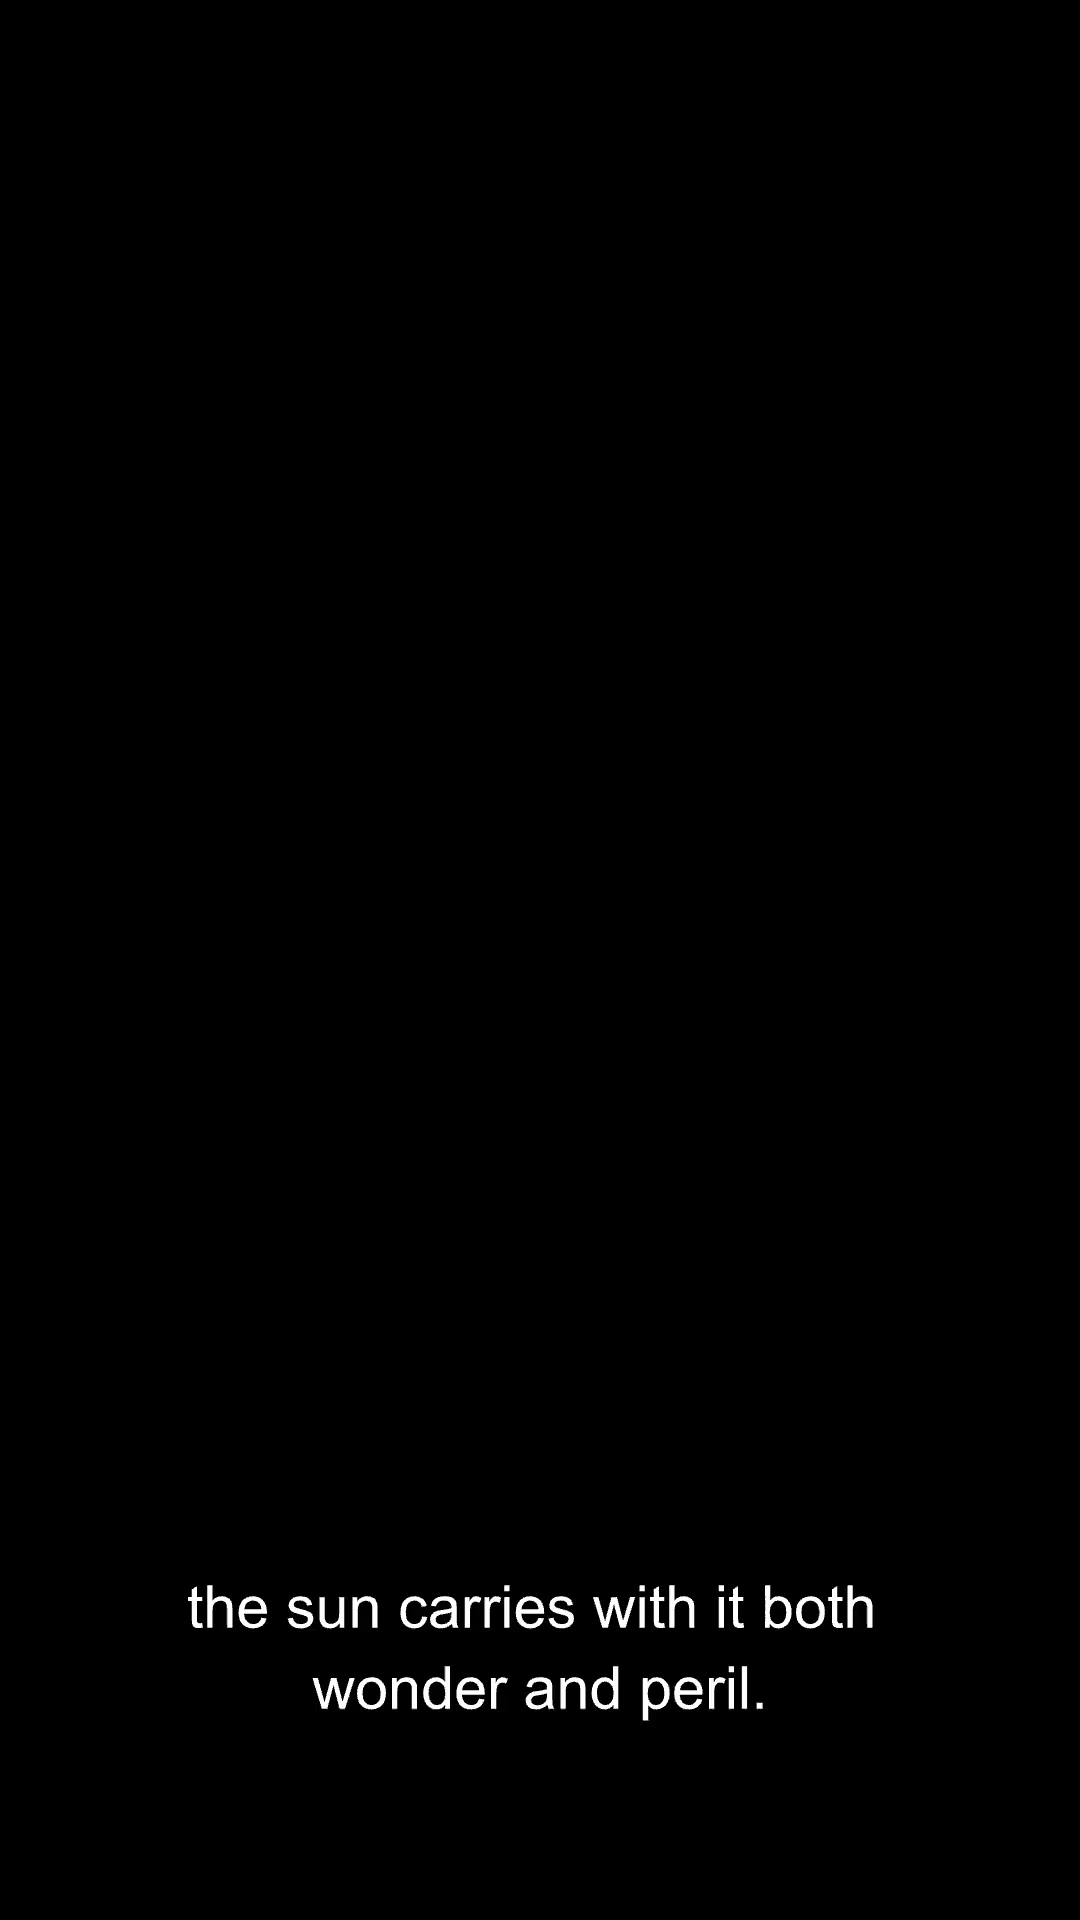 the sun carries with it both
wonder and peril.